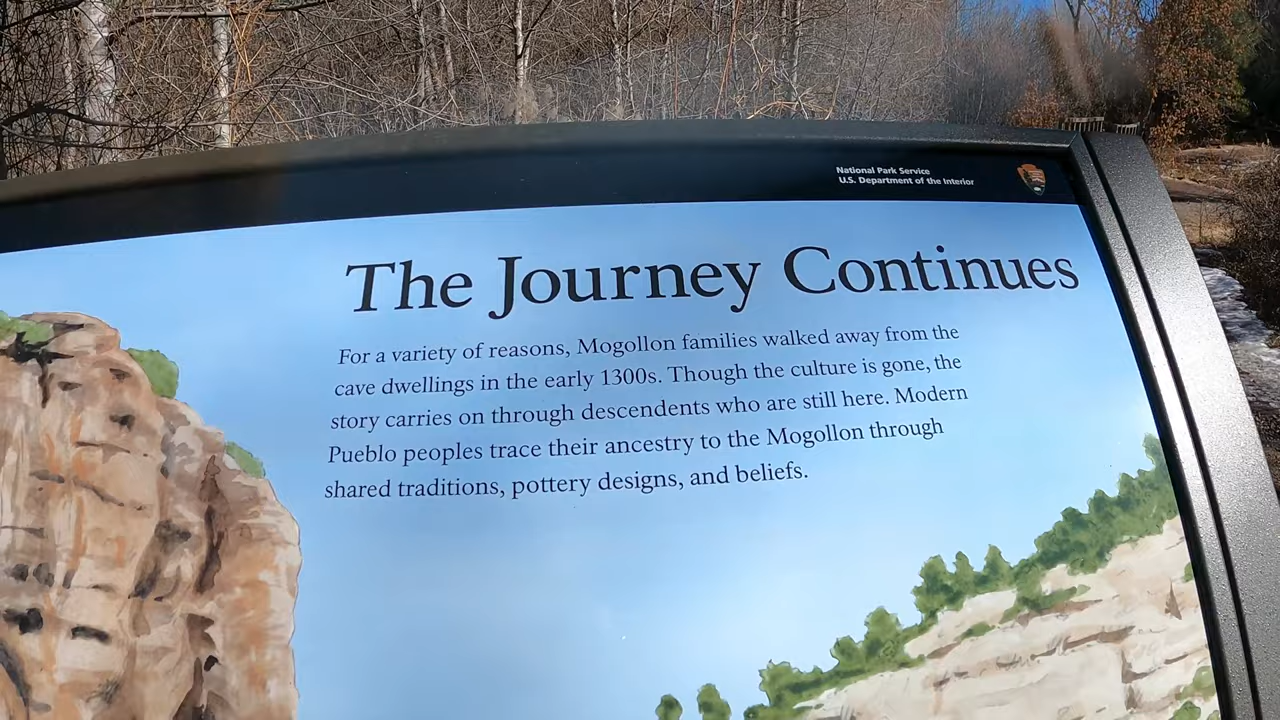 National Park Service
U.S. Department of the Interior
The Journey Continues
For a variety of reasons, Mogollon families walked away from the
cave dwellings in the early 1300s. Though the culture is gone, the
story carries on through descendents who are still here. Modern
Pueblo peoples trace their ancestry to the Mogollon through
shared traditions, pottery designs, and beliefs.